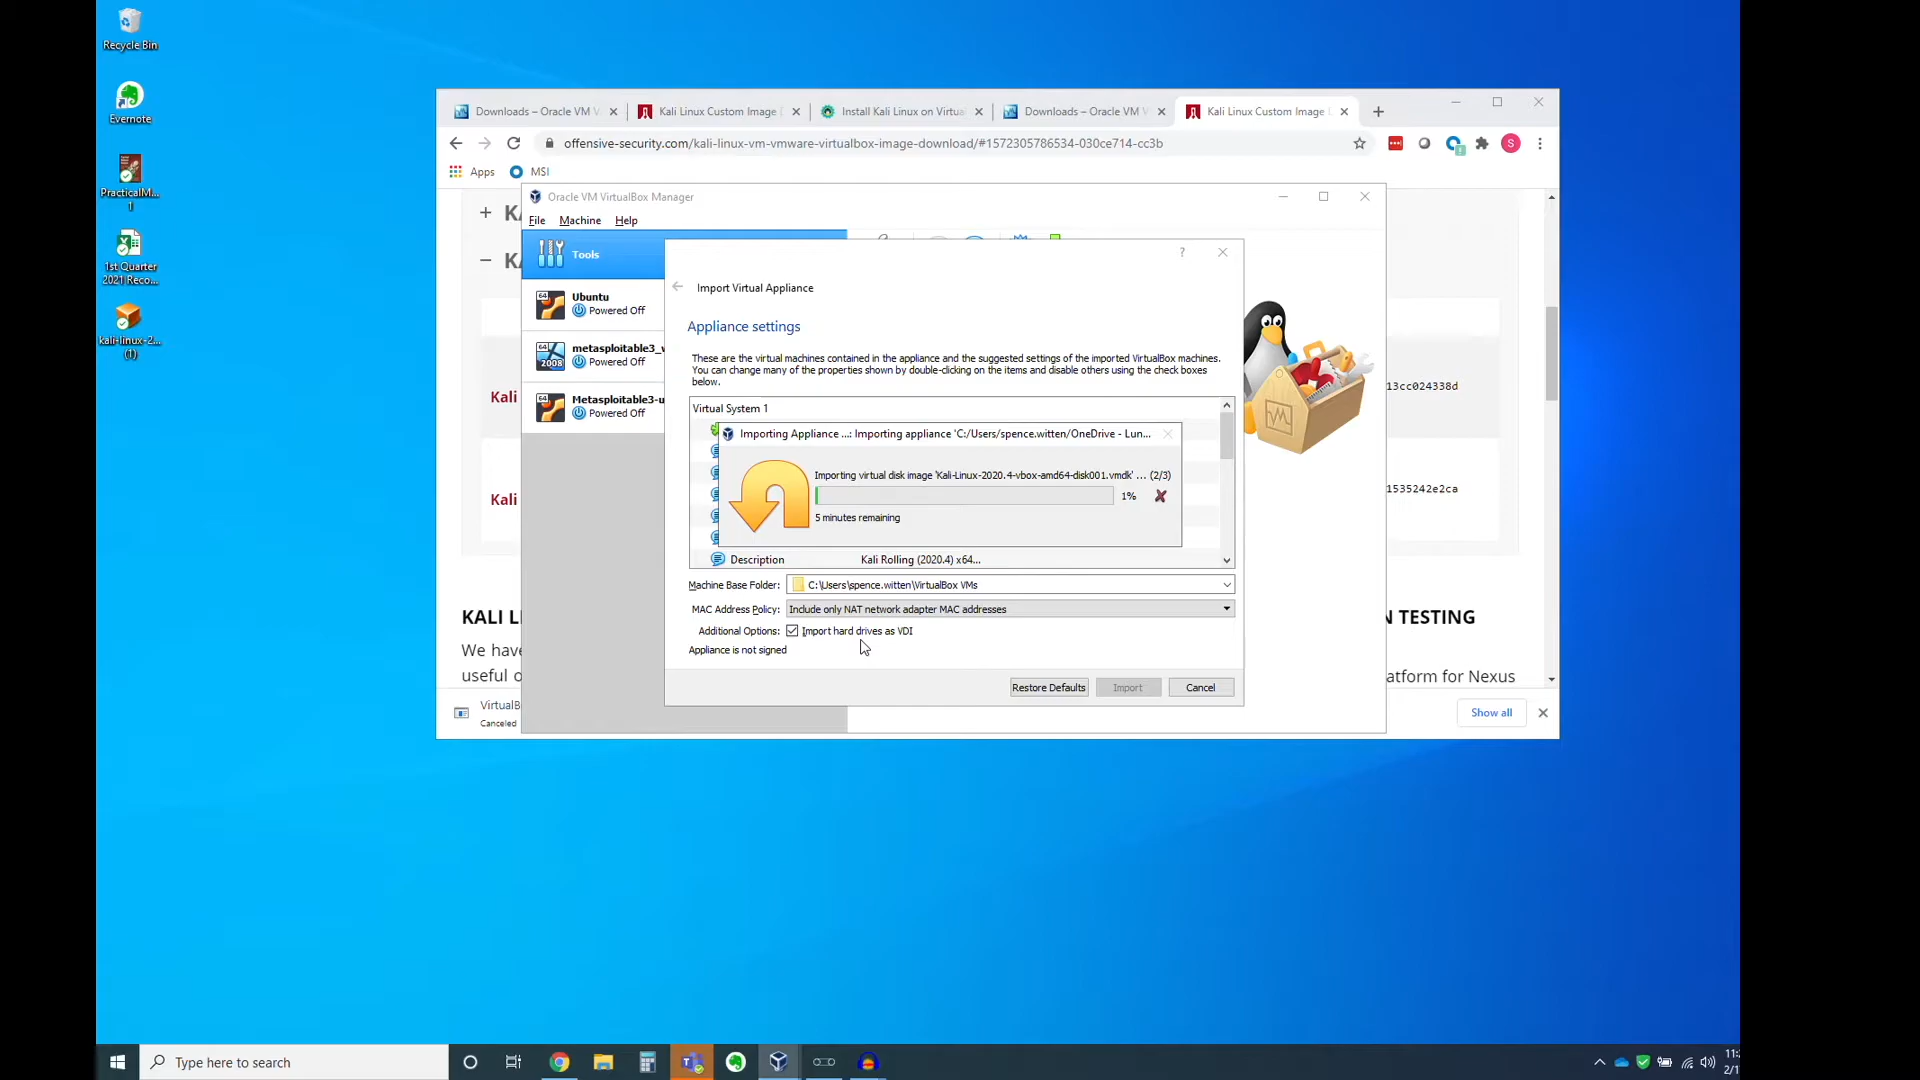 Recycle Bin
Evernote
PracticalM...
1
1st Quarter
2021 Reco...
kali-linux-2...
(1)
Downloads – Oracle VM V
Kali Linux Custom Image
Install Kali Linux on Virtua
Downloads – Oracle VM
Kali Linux Custom Image
offensive-security.com/kali-linux-vm-vmware-virtualbox-image-download/#1572305786534-030ce714-cc3b
S
Apps
MSI
Oracle VM VirtualBox Manager
File
Machine
Help
Tools
64
Ubuntu
Powered Off
64
2008
metasploitable3_w
Powered Off
64
Metasploitable3-u
Powered Off
Kali
Kali
13cc024338d
1535242e2ca
?
Import Virtual Appliance
Appliance settings
These are the virtual machines contained in the appliance and the suggested settings of the imported VirtualBox machines.
You can change many of the properties shown by double-clicking on the items and disable others using the check boxes
below.
Virtual System 1
Importing Appliance ...: Importing appliance 'C:/Users/spence.witten/OneDrive - Lun...
Importing virtual disk image 'Kali-Linux-2020.4-vbox-amd64-disk001.vmdk' ... (2/3)
1%
5 minutes remaining
Description
Kali Rolling (2020.4) x64...
Machine Base Folder:
C:\Users\spence.witten\VirtualBox VMs
MAC Address Policy:
Include only NAT network adapter MAC addresses
Additional Options:
Import hard drives as VDI
Appliance is not signed
Restore Defaults
Import
Cancel
KALI L
N TESTING
We have
useful o
atform for Nexus
VirtualB
Canceled
Show all
Type here to search
11:
2/1